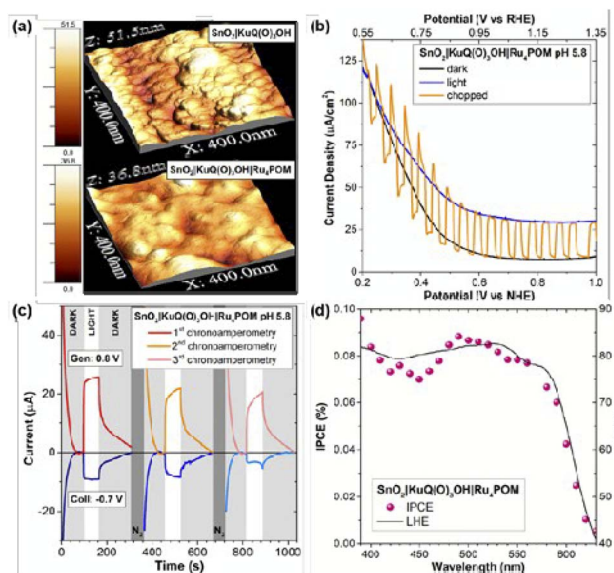 (a)
51.5
0.0
Z: 51.5nm
Y: 400.0nm
X: 400.0nm
SnO₂|KuQ(O)₃OH
36.8
0.0
Z: 36.8nm
Y: 400.0nm
X: 400.0nm
SnO₂|KuQ(O)₃OH|Ru₄POM
(b)
Potential (V vs RHE)
0.55 0.75 0.85 0.95 1.05 1.15 1.35
SnO₂|KuQ(O)₃OH|Ru₄POM pH 5.8
dark
light
chopped
Current Density (µA/cm²)
125
100
75
50
25
0
0.2 0.4 0.6 0.8 1.0
Potential (V vs NHE)
(c)
DARK
LIGHT
DARK
SnO₂|KuQ(O)₃OH|Ru₄POM pH 5.8
1st chronoamperometry
2nd chronoamperometry
3rd chronoamperometry
Gen: 0.8 V
Coll: -0.7 V
N₂
N₂
Current (µA)
40
20
0
-20
0 200 400 600 800 1000
Time (s)
(d)
IPCE (%)
0.10
0.08
0.06
0.04
0.02
0.00
90
80
70
60
50
40
SnO₂|KuQ(O)₃OH|Ru₄POM
IPCE
LHE
400 450 500 550 600
Wavelength (nm)